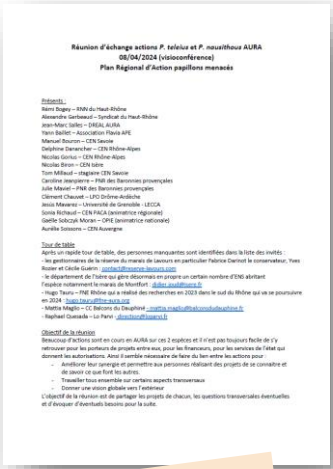 Réunion d'échange actions P. teleius et P. nausithous AURA
08/04/2024 (visioconférence)
Plan Régional d'Action papillons menacés
Présents :
Rémi Bogey – RNN du Haut-Rhône
Alexandre Garbeaud – Syndicat du Haut-Rhône
Jean-Marc Salles – DREAL AURA
Yann Baillet – Association Flavia APE
Manuel Bouron – CEN Savoie
Delphine Danancher – CEN Rhône-Alpes
Nicolas Gorius – CEN Rhône-Alpes
Nicolas Biron – CEN Isère
Tom Millaud – stagiaire CEN Savoie
Caroline – PNR des Baronnies provençales
Julie Maviel – PNR des Baronnies provençales
Clément Chauvet – LPO Drôme-Ardèche
Jésus Mavarez – Université de Grenoble - LECCA
Sonia Richaud – CEN PACA (animatrice régionale)
Gaëlle Sobczyk Moran – OPIE (animatrice nationale)
Aurélie Soissons – CEN Auvergne
Tour de table
Après un rapide tour de table, des personnes manquantes sont identifiées dans la liste des invités :
- les gestionnaires de la réserve du marais de Lavours en particulier Fabrice Darinot le conservateur, Yves
Rozier et Cécile Guérin : contact@reserve-lavours.com
- le département de l'Isère qui gère désormais en propre un certain nombre d'ENS abritant
l'espèce notamment le marais de Montfort :
- Hugo Tauru – FNE Rhône qui a réalisé des recherches en 2023 dans le sud du Rhône qui va se poursuivre
en 2024 :
- Mattia Maglio – CC Balcons du Dauphiné -
- Raphael Quesada – Lo Parvi :
Objectif de la réunion
Beaucoup d'actions sont en cours en AURA sur ces 2 espèces et il n'est pas toujours facile de s'y
retrouver pour les porteurs de projets entre eux, pour les financeurs, pour les services de l'état qui
donnent les autorisations. Ainsi il semble nécessaire de faire du lien entre les actions pour :
- Améliorer leur synergie et permettre aux personnes réalisant des projets de se connaitre et
de savoir ce que font les autres.
- Travailler tous ensemble sur certains aspects transversaux
- Donner une vision globale vers l'extérieur
L'objectif de la réunion est de partager les projets de chacun, les questions transversales éventuelles
et d'évoquer d'éventuels besoins pour la suite.